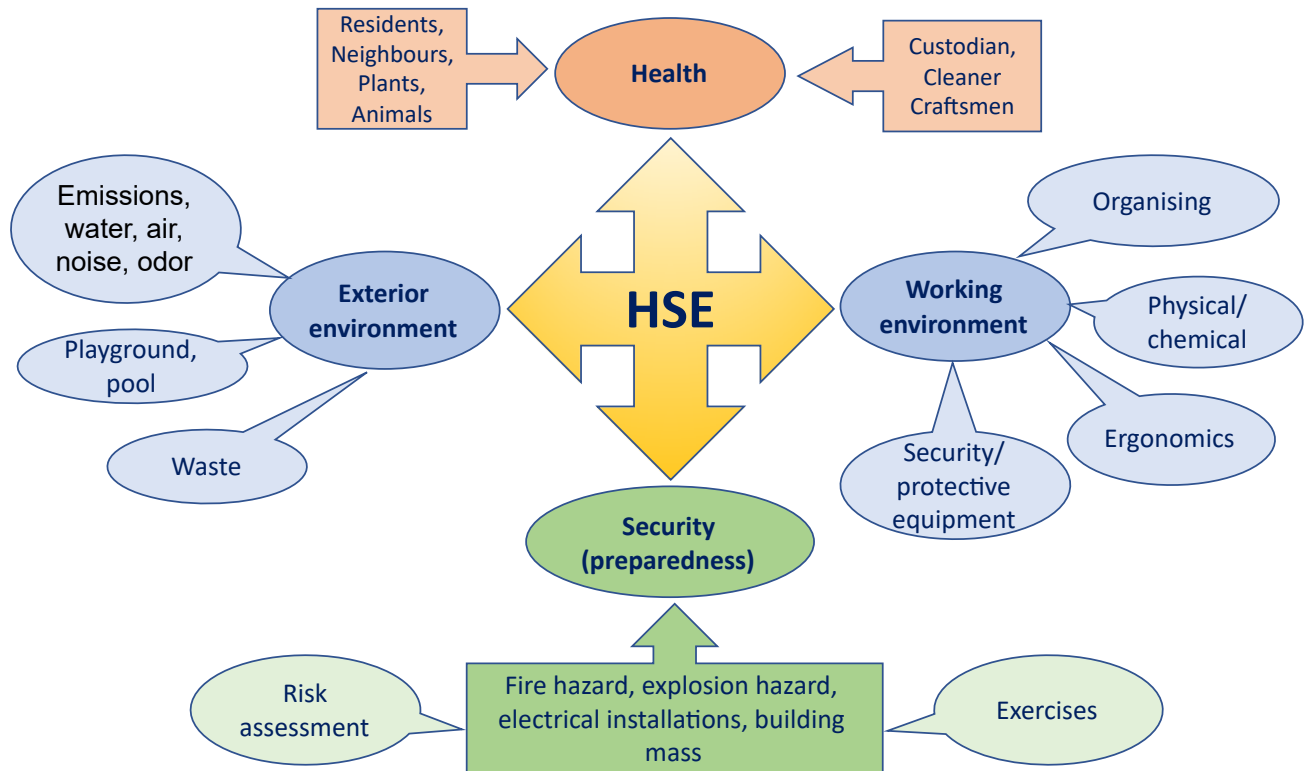 Residents,
Neighbours,
Plants,
Animals
Health
Custodian,
Cleaner
Craftsmen
Emissions,
water, air,
noise, odor
Exterior
environment
Playground,
pool
Waste
HSE
Working
environment
Organising
Physical/
chemical
Ergonomics
Security/
protective
equipment
Security
(preparedness)
Risk
assessment
Fire hazard, explosion hazard,
electrical installations, building
mass
Exercises